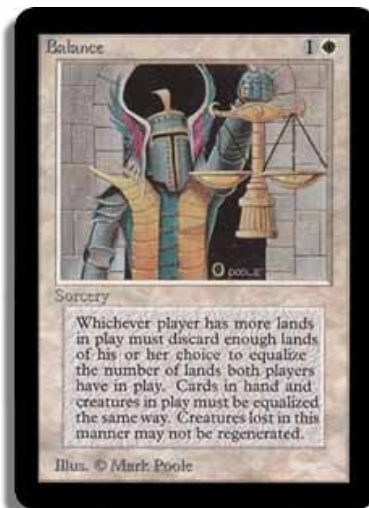 Balance 1
POOLE
Sorcery
Whichever player has more lands
in play must discard enough lands
of his or her choice to equalize
the number of lands both players
have in play. Cards in hand and
creatures in play must be equalized
the same way. Creatures lost in this
manner may not be regenerated.
Illus. © Mark Poole